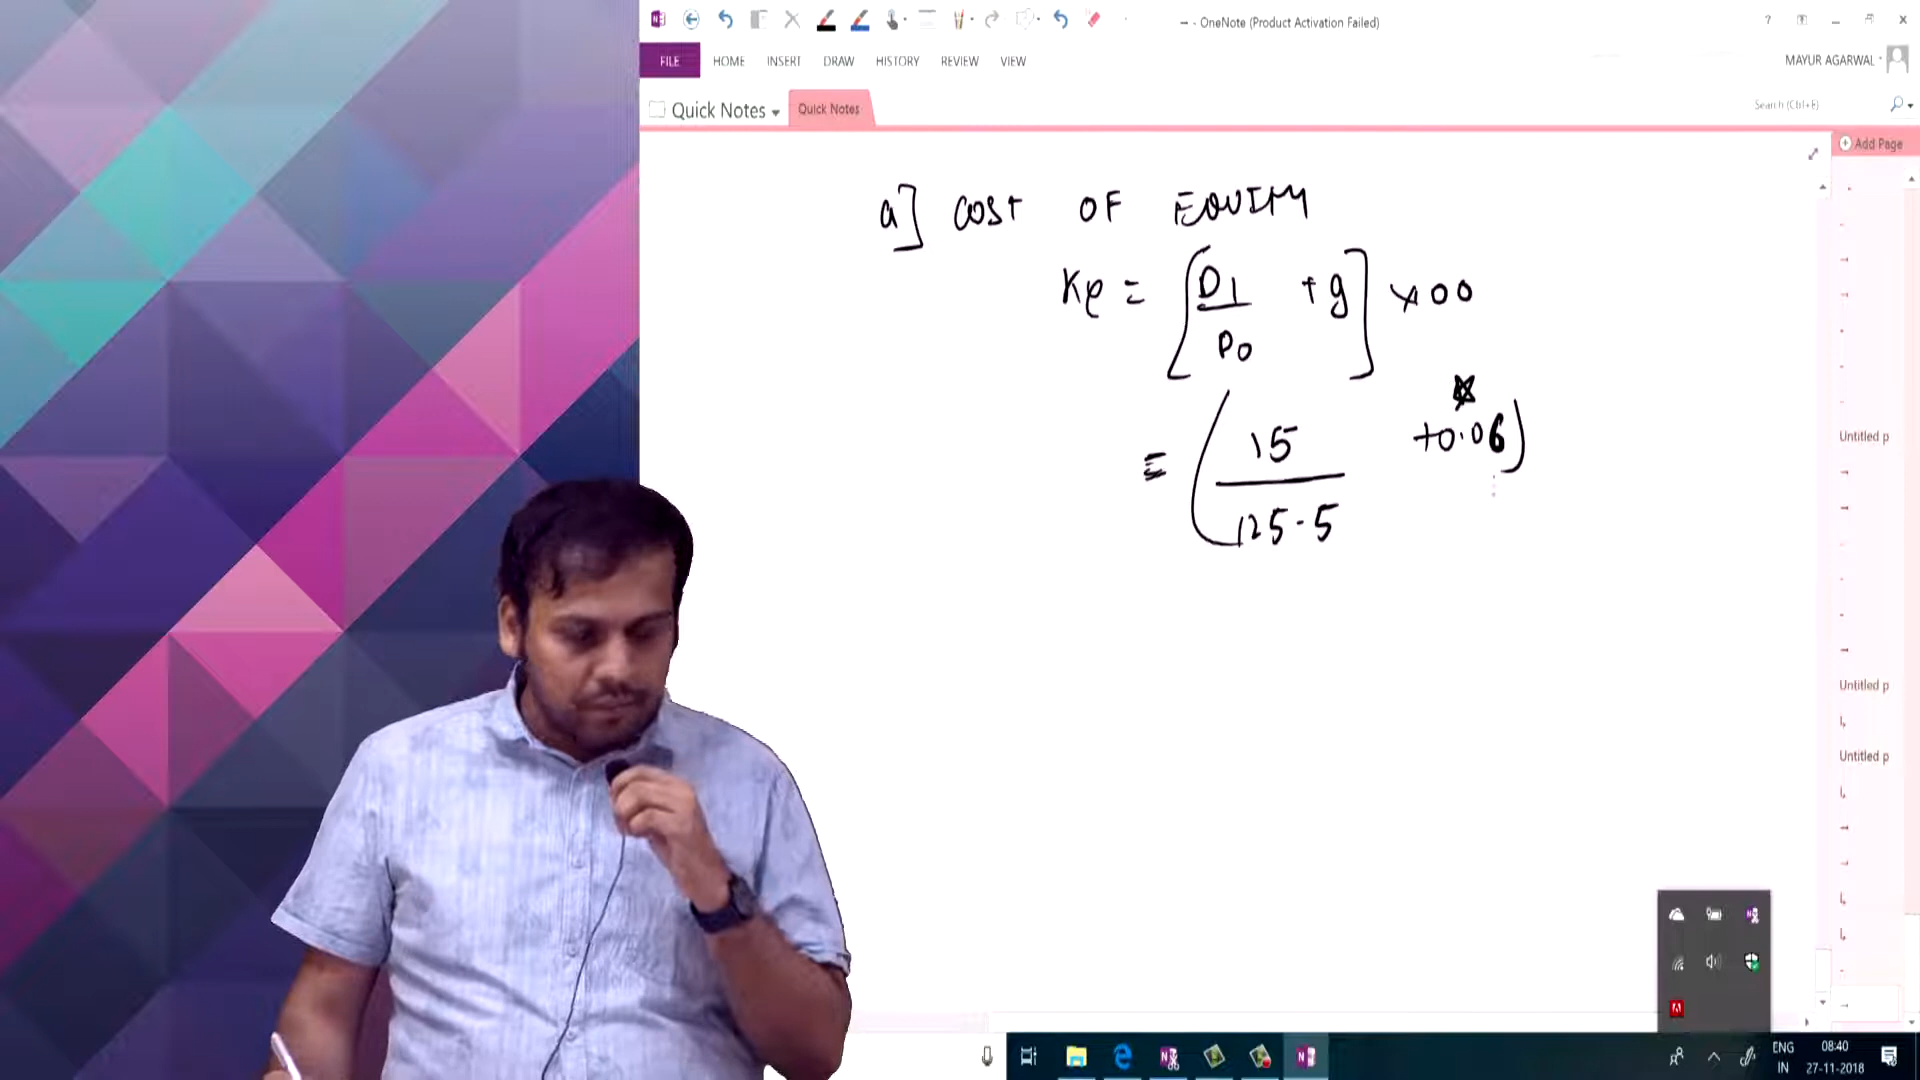 - OneNote (Product Activation Failed)
?
FILE HOME INSERT DRAW HISTORY REVIEW VIEW
MAYUR AGARWAL
Quick Notes
Quick Notes
Search (Ctrl+E)
Add Page
a] COST OF EQUITY
Ke = [D1/P0 + g] ×100
= (15/125-5 +0.06)
Untitled p
Untitled p
Untitled p
ENG
IN
08:40
27-11-2018